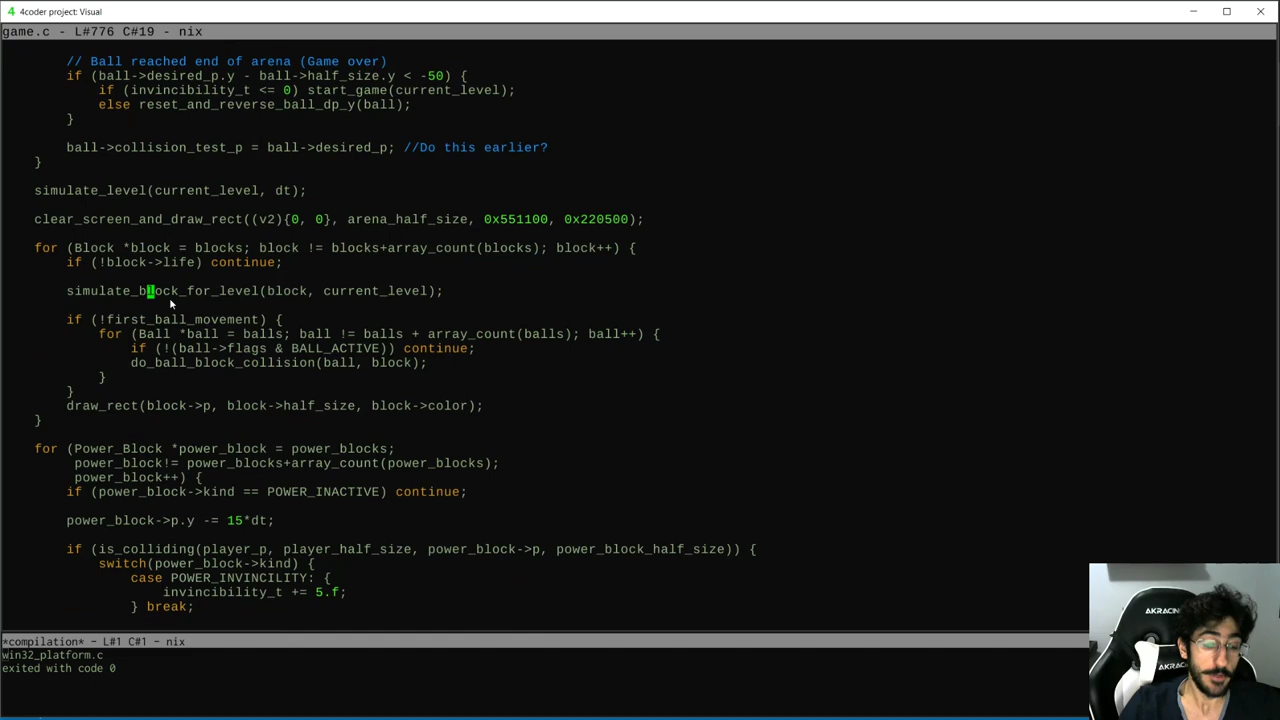 4 4coder project: Visual
game.c - L#776 C#19 - nix
// Ball reached end of arena (Game over)
if (ball->desired_p.y - ball->half_size.y < -50) {
if (invincibility_t <= 0) start_game(current_level);
else reset_and_reverse_ball_dp_y(ball);
}
ball->collision_test_p = ball->desired_p; //Do this earlier?
}
simulate_level(current_level, dt);
clear_screen_and_draw_rect((v2){0, 0}, arena_half_size, 0x551100, 0x220500);
for (Block *block = blocks; block != blocks+array_count(blocks); block++) {
if (!block->life) continue;
simulate_block_for_level(block, current_level);
if (!first_ball_movement) {
for (Ball *ball = balls; ball != balls + array_count(balls); ball++) {
if (!(ball->flags & BALL_ACTIVE)) continue;
do_ball_block_collision(ball, block);
}
}
draw_rect(block->p, block->half_size, block->color);
}
for (Power_Block *power_block = power_blocks;
power_block!= power_blocks+array_count(power_blocks);
power_block++) {
if (power_block->kind == POWER_INACTIVE) continue;
power_block->p.y -= 15*dt;
if (is_colliding(player_p, player_half_size, power_block->p, power_block_half_size)) {
switch(power_block->kind) {
case POWER_INVINCILITY: {
invincibility_t += 5.f;
} break;
*compilation* - L#1 C#1 - nix
win32_platform.c
exited with code 0
AKRACING
AKRACING